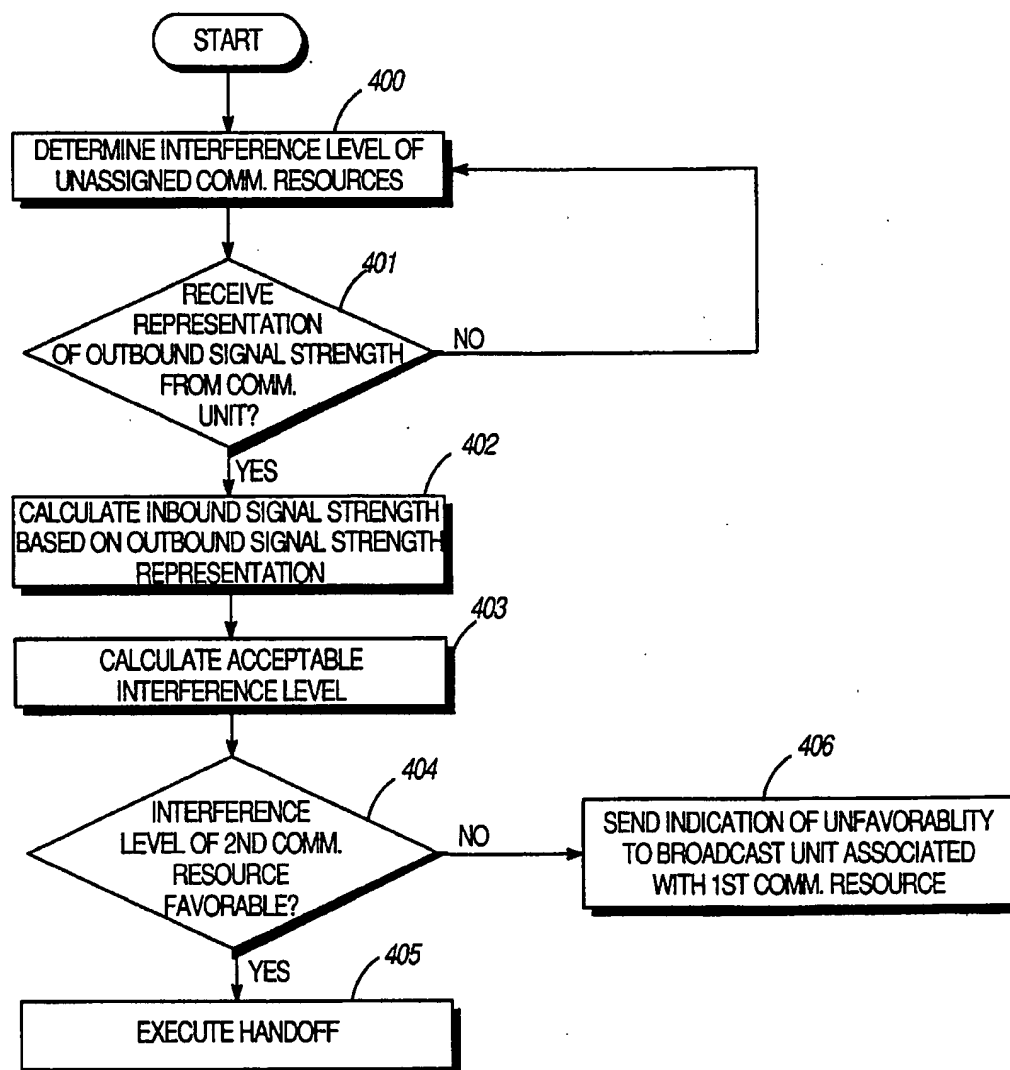 START
400
DETERMINE INTERFERENCE LEVEL OF
UNASSIGNED COMM. RESOURCES
401
RECEIVE
REPRESENTATION
OF OUTBOUND SIGNAL STRENGTH
FROM COMM.
UNIT?
NO
YES
402
CALCULATE INBOUND SIGNAL STRENGTH
BASED ON OUTBOUND SIGNAL STRENGTH
REPRESENTATION
403
CALCULATE ACCEPTABLE
INTERFERENCE LEVEL
404
INTERFERENCE
LEVEL OF 2ND COMM.
RESOURCE
FAVORABLE?
NO
406
SEND INDICATION OF UNFAVORABLITY
TO BROADCAST UNIT ASSOCIATED
WITH 1ST COMM. RESOURCE
YES
405
EXECUTE HANDOFF